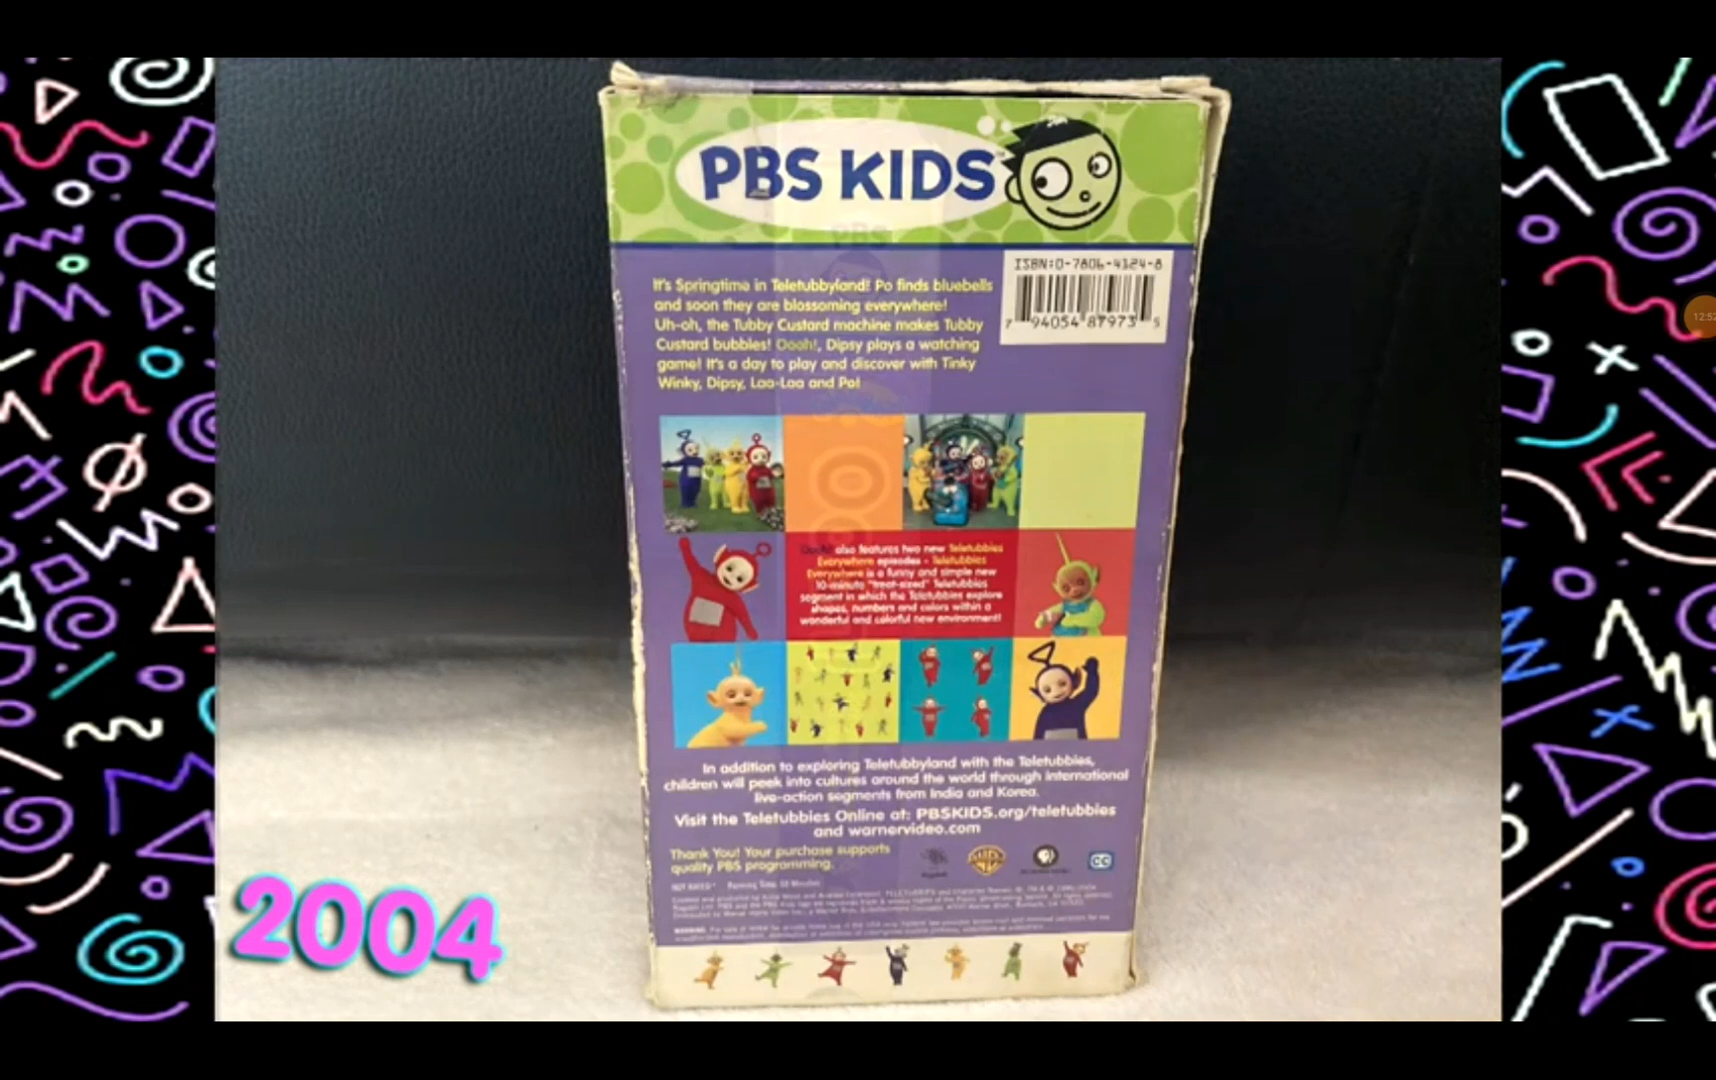 PBS KIDS
ISBN:0-7806-4124-8
7 94054 87973 5
It's Springtime in Teletubbyland! Po finds bluebells
and soon they are blossoming everywhere!
Uh-oh, the Tubby Custard machine makes Tubby
Custard bubbles! Oooh!, Dipsy plays a watching
game! It's a day to play and discover with Tinky
Winky, Dipsy, Laa-Laa and Po!
Oooh! also features two new Teletubbies
Everywhere episodes - Teletubbies
Everywhere is a funny and simple new
10-minute "treat-sized" Teletubbies
segment in which the Teletubbies explore
shapes, numbers and colors within a
wonderful and colorful new environment!
In addition to exploring Teletubbyland with the Teletubbies,
children will peek into cultures around the world through international
live-action segments from India and Korea.
Visit the Teletubbies Online at: PBSKIDS.org/teletubbies
and warnervideo.com
Thank You! Your purchase supports
quality PBS programming.
CC
NOT RATED
2004
12:52